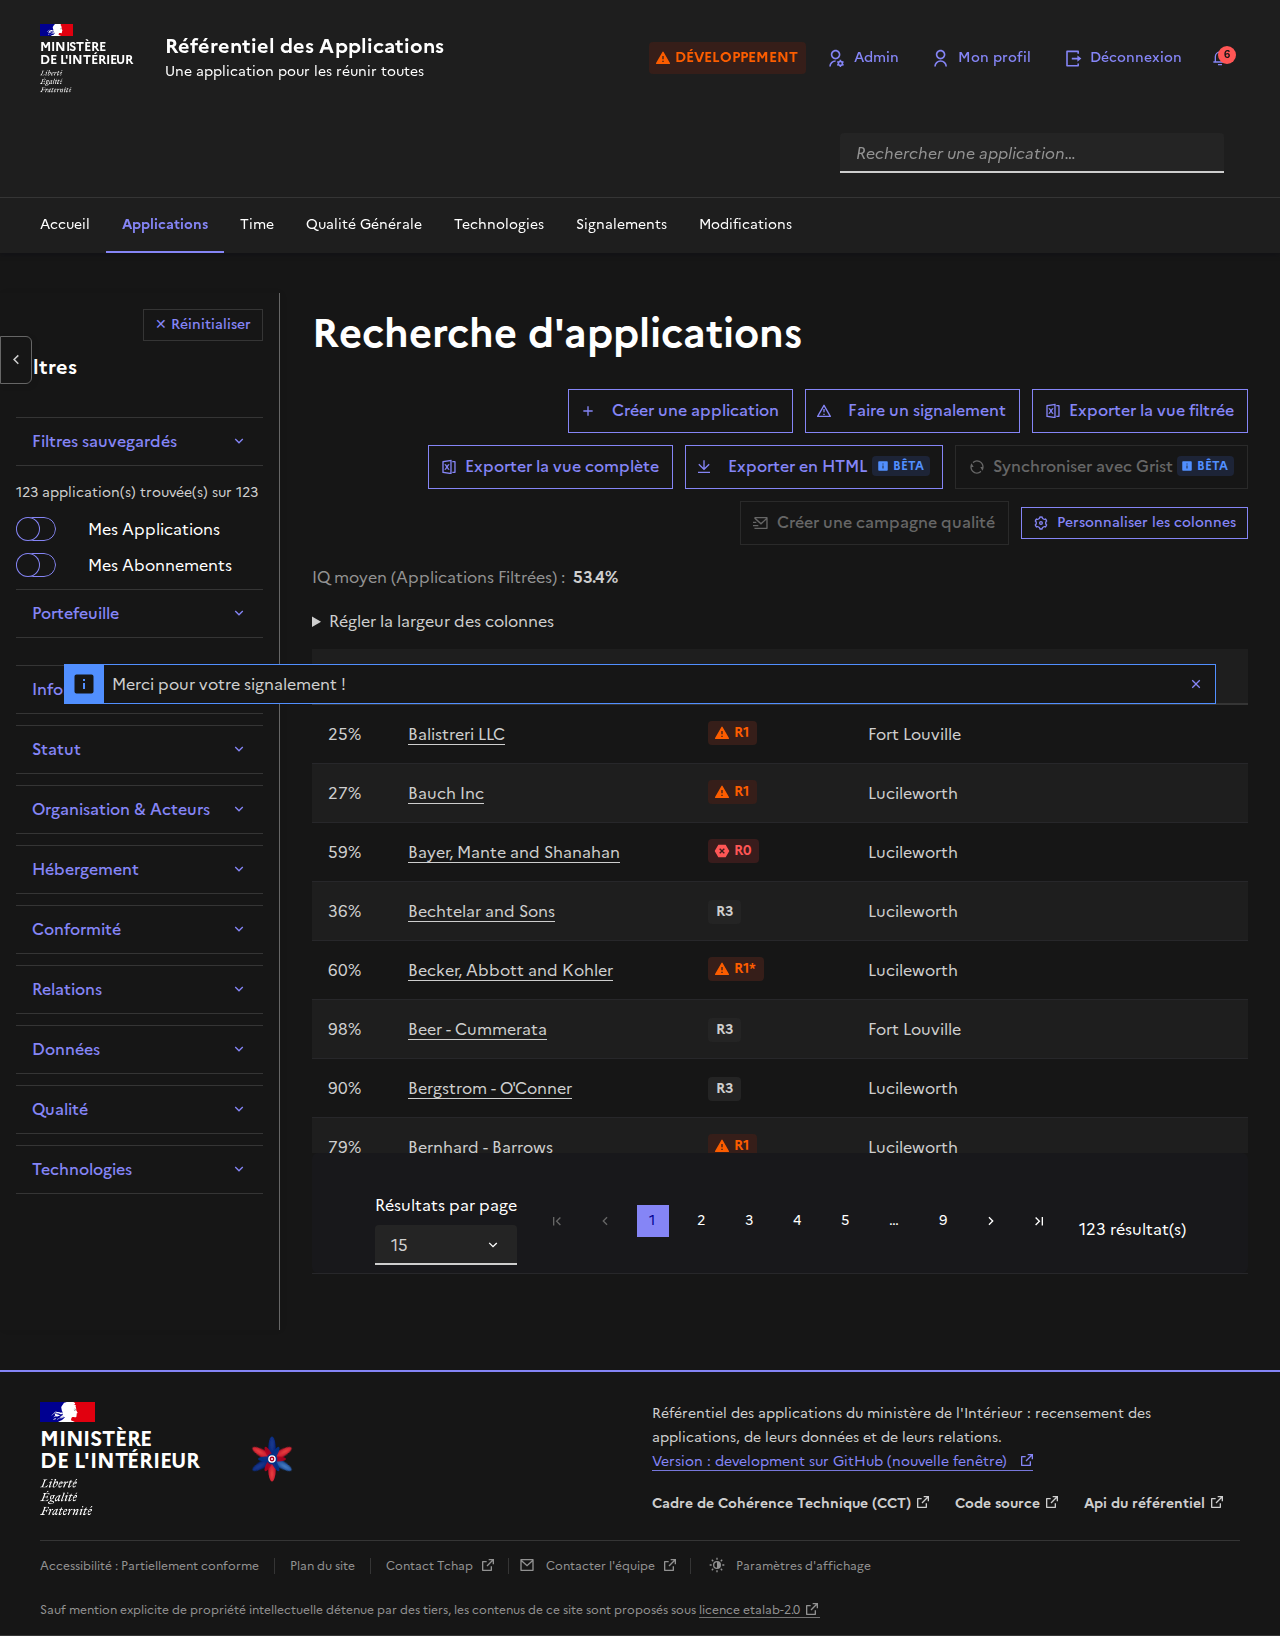 MINISTÈRE
DE L'INTÉRIEUR
Liberté
Égalité
Fraternité
Référentiel des Applications
Une application pour les réunir toutes
DÉVELOPPEMENT
Admin
Mon profil
Déconnexion
6
Rechercher une application…
Accueil
Applications
Time
Qualité Générale
Technologies
Signalements
Modifications
Réinitialiser
ltres
Filtres sauvegardés
123 application(s) trouvée(s) sur 123
Mes Applications
Mes Abonnements
Portefeuille
Info
Statut
Organisation & Acteurs
Hébergement
Conformité
Relations
Données
Qualité
Technologies
Recherche d'applications
Créer une application
Faire un signalement
Exporter la vue filtrée
Exporter la vue complète
Exporter en HTML BÊTA
Synchroniser avec Grist BÊTA
Créer une campagne qualité
Personnaliser les colonnes
IQ moyen (Applications Filtrées) : 53.4%
Régler la largeur des colonnes
Merci pour votre signalement !
25% Balistreri LLC R1 Fort Louville
27% Bauch Inc R1 Lucileworth
59% Bayer, Mante and Shanahan R0 Lucileworth
36% Bechtelar and Sons R3 Lucileworth
60% Becker, Abbott and Kohler R1* Lucileworth
98% Beer - Cummerata R3 Fort Louville
90% Bergstrom - O'Conner R3 Lucileworth
79% Bernhard - Barrows R1 Lucileworth
Résultats par page
15
1 2 3 4 5 … 9
123 résultat(s)
MINISTÈRE
DE L'INTÉRIEUR
Liberté
Égalité
Fraternité
Référentiel des applications du ministère de l'Intérieur : recensement des
applications, de leurs données et de leurs relations.
Version : development sur GitHub (nouvelle fenêtre)
Cadre de Cohérence Technique (CCT)
Code source
Api du référentiel
Accessibilité : Partiellement conforme
Plan du site
Contact Tchap
Contacter l'équipe
Paramètres d'affichage
Sauf mention explicite de propriété intellectuelle détenue par des tiers, les contenus de ce site sont proposés sous licence etalab-2.0